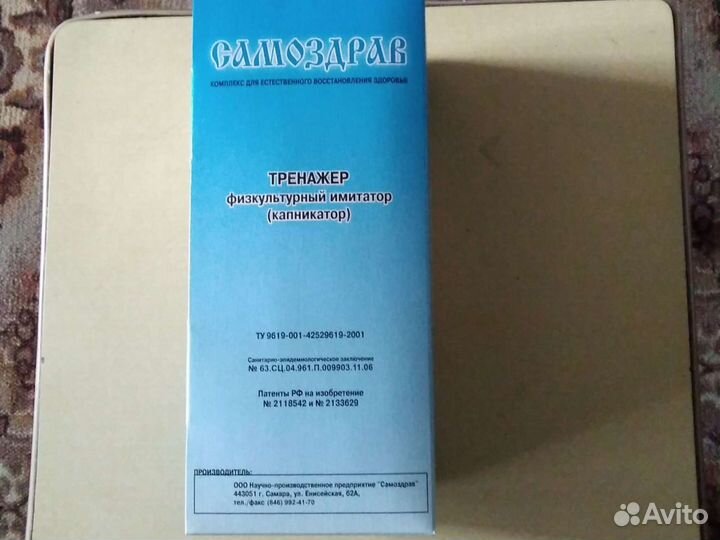 САМОЗДРАВ
КОМПЛЕКС ДЛЯ ЕСТЕСТВЕННОГО ВОССТАНОВЛЕНИЯ ЗДОРОВЬЯ
ТРЕНАЖЕР
физкультурный имитатор
(капникатор)
ТУ 9619-001-42529619-2001
Санитарно-эпидемиологическое заключение
№ 63.СЦ.04.961.П.009903.11.06
Патенты РФ на изобретение
№ 2118542 и № 2133629
ПРОИЗВОДИТЕЛЬ:
ООО Научно-производственное предприятие "Самоздрав"
443051 г. Самара, ул. Енисейская, 62А,
тел./факс (846) 992-41-70
Avito